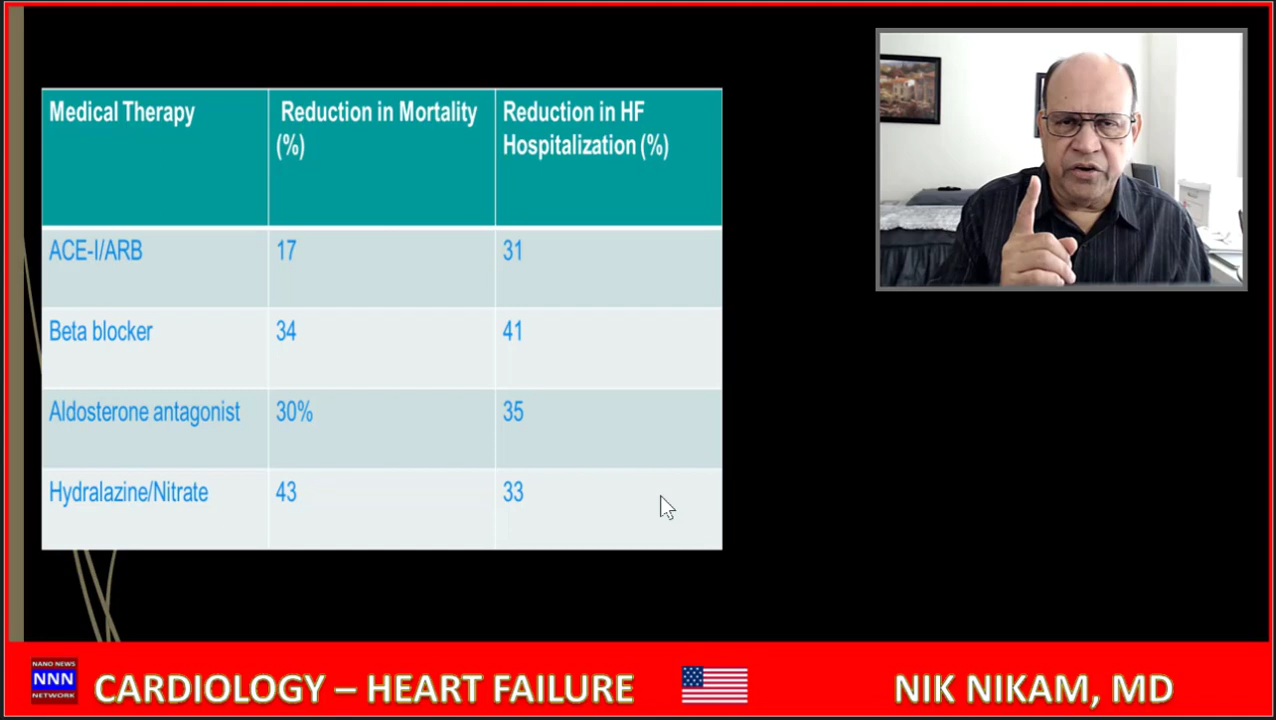 Medical Therapy
Reduction in Mortality
(%)
Reduction in HF
Hospitalization (%)
ACE-I/ARB
17
31
Beta blocker
34
41
Aldosterone antagonist
30%
35
Hydralazine/Nitrate
43
33
NANO NEWS
NNN
NETWORK
CARDIOLOGY – HEART FAILURE
NIK NIKAM, MD